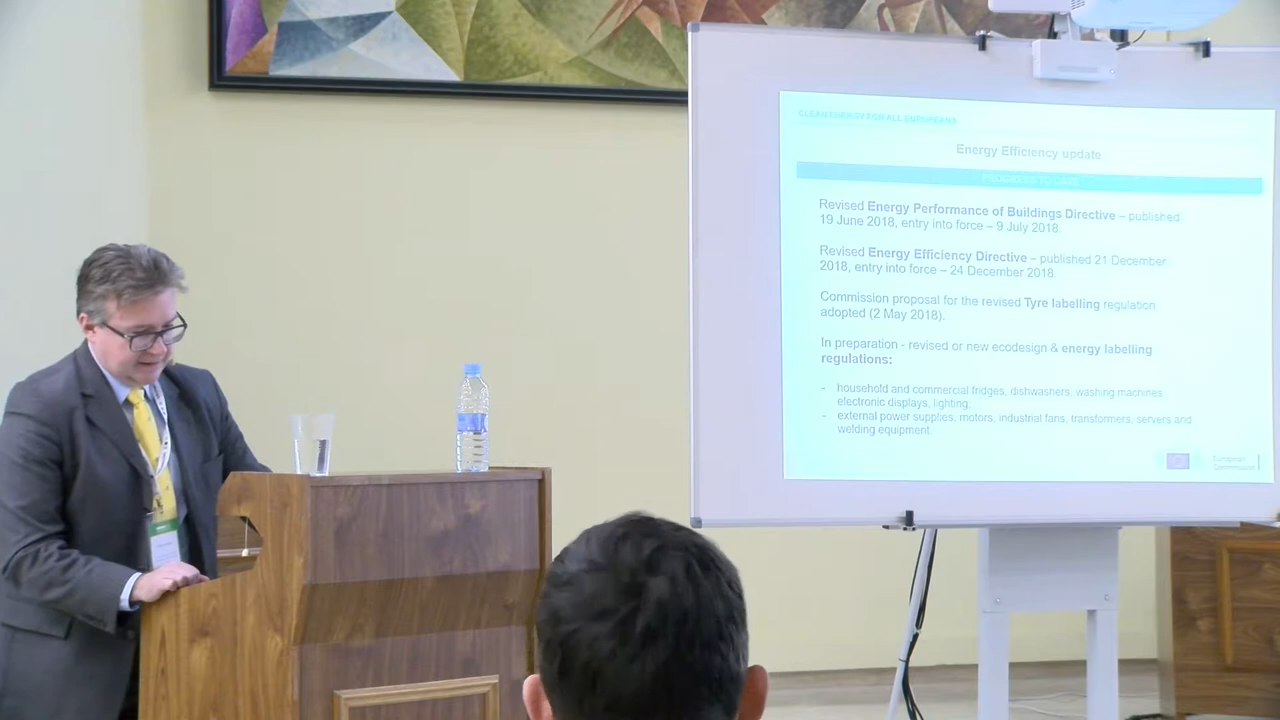 CLEAN ENERGY FOR ALL EUROPEANS
Energy Efficiency update
PROGRESS TO DATE
Revised Energy Performance of Buildings Directive – published
19 June 2018, entry into force – 9 July 2018.
Revised Energy Efficiency Directive – published 21 December
2018, entry into force – 24 December 2018.
Commission proposal for the revised Tyre labelling regulation
adopted (2 May 2018).
In preparation - revised or new ecodesign & energy labelling
regulations:
- household and commercial fridges, dishwashers, washing machines
electronic displays, lighting;
- external power supplies, motors, industrial fans, transformers, servers and
welding equipment.
European
Commission